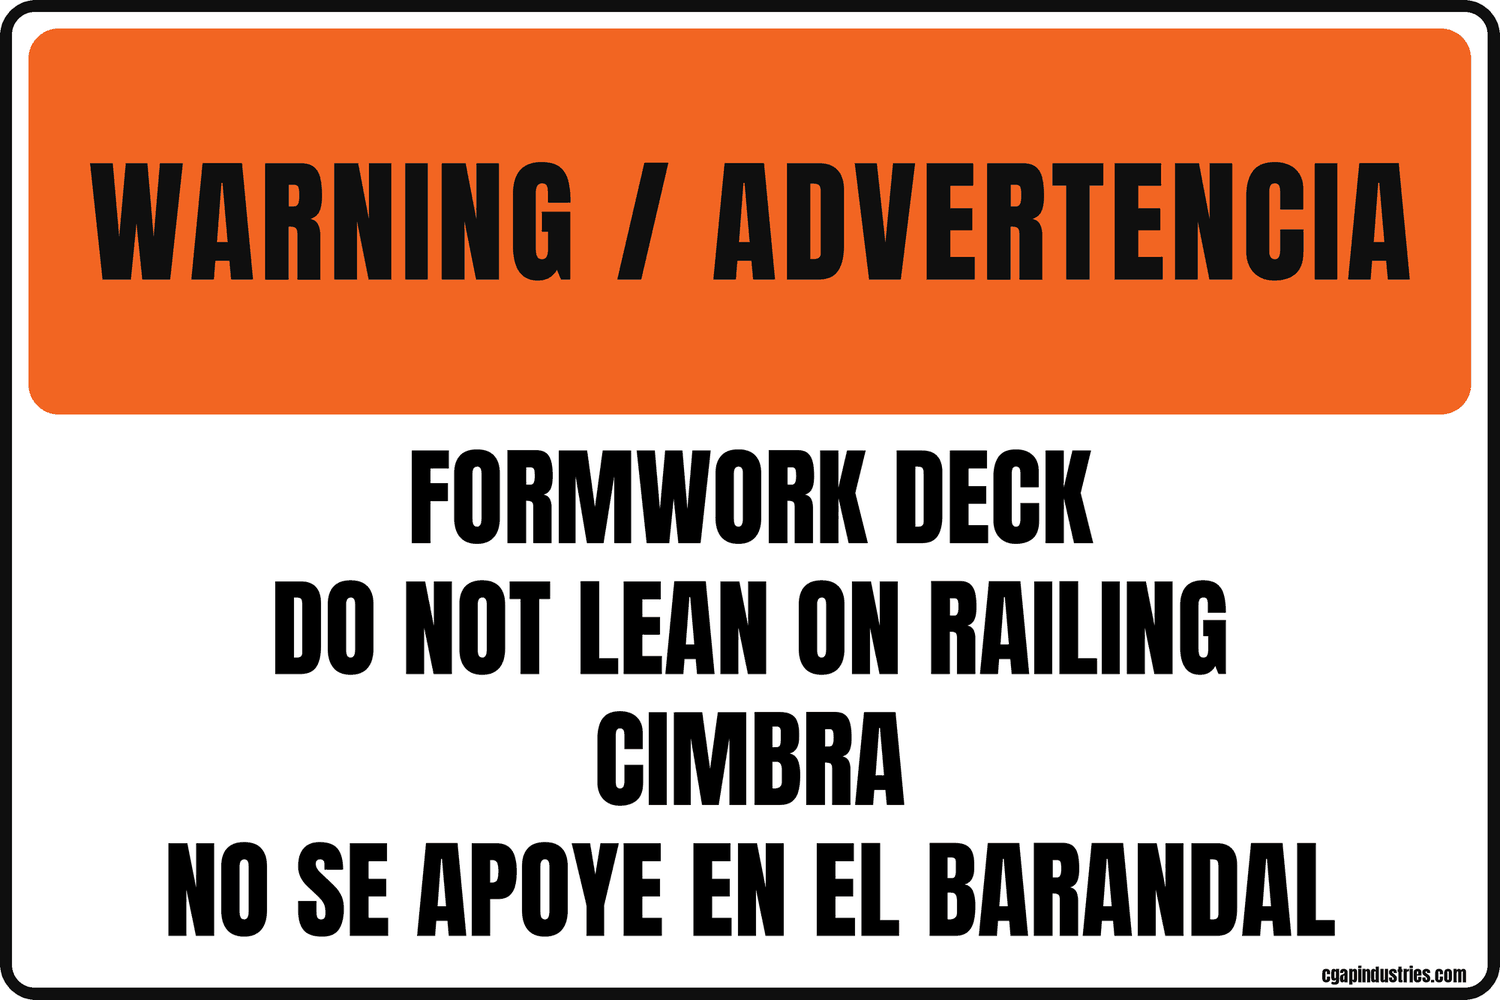 WARNING / ADVERTENCIA
FORMWORK DECK
DO NOT LEAN ON RAILING
CIMBRA
NO SE APOYE EN EL BARANDAL
cgapindustries.com